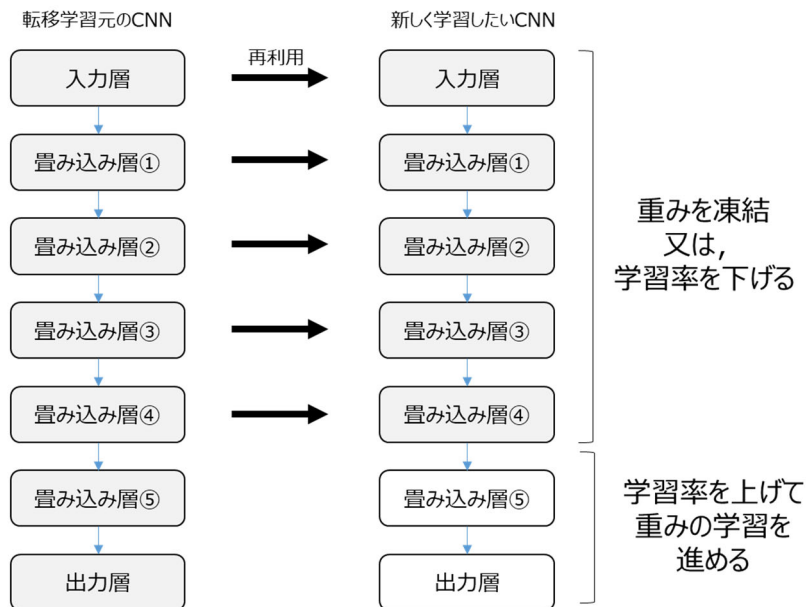 転移学習元のCNN
新しく学習したいCNN
再利用
入力層
入力層
畳み込み層①
畳み込み層①
畳み込み層②
畳み込み層②
重みを凍結
又は，
学習率を下げる
畳み込み層③
畳み込み層③
畳み込み層④
畳み込み層④
畳み込み層⑤
畳み込み層⑤
学習率を上げて
重みの学習を
進める
出力層
出力層